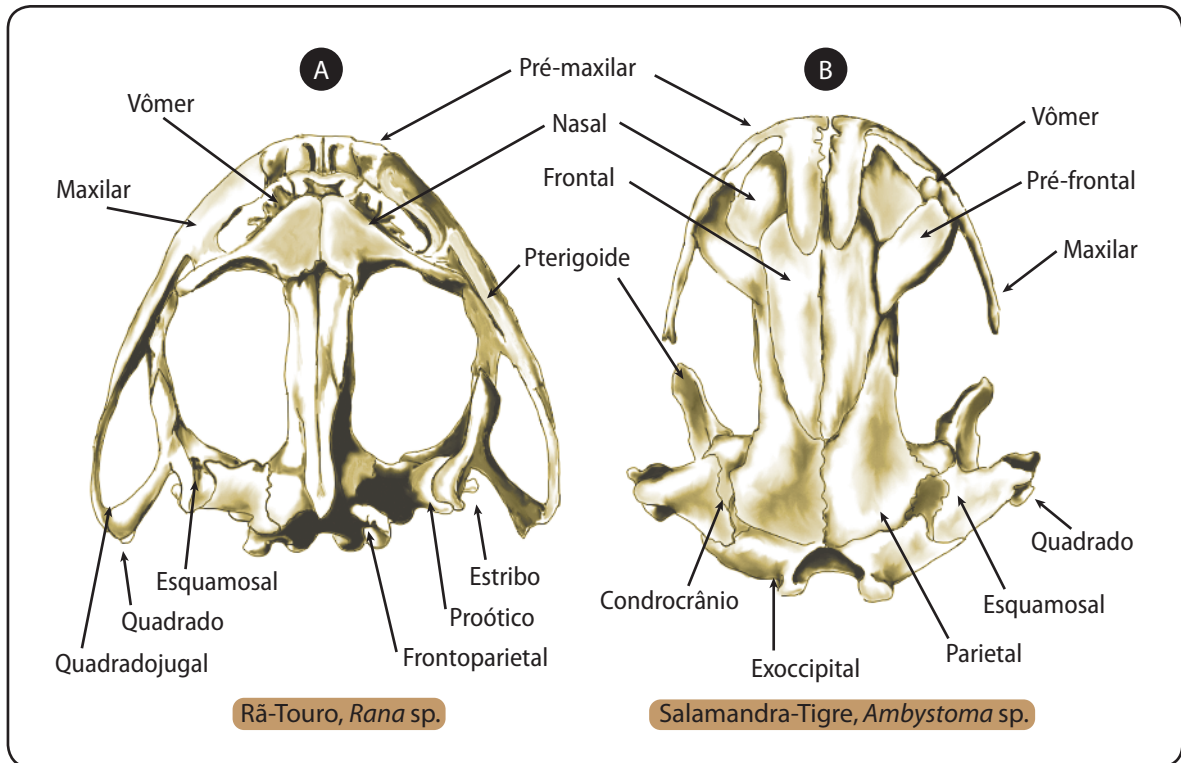 A
B
Pré-maxilar
Vômer
Nasal
Vômer
Maxilar
Frontal
Pré-frontal
Pterigoide
Maxilar
Esquamosal
Estribo
Condrocrânio
Quadrado
Quadrado
Proótico
Esquamosal
Quadradojugal
Frontoparietal
Exoccipital
Parietal
Rã-Touro, Rana sp.
Salamandra-Tigre, Ambystoma sp.